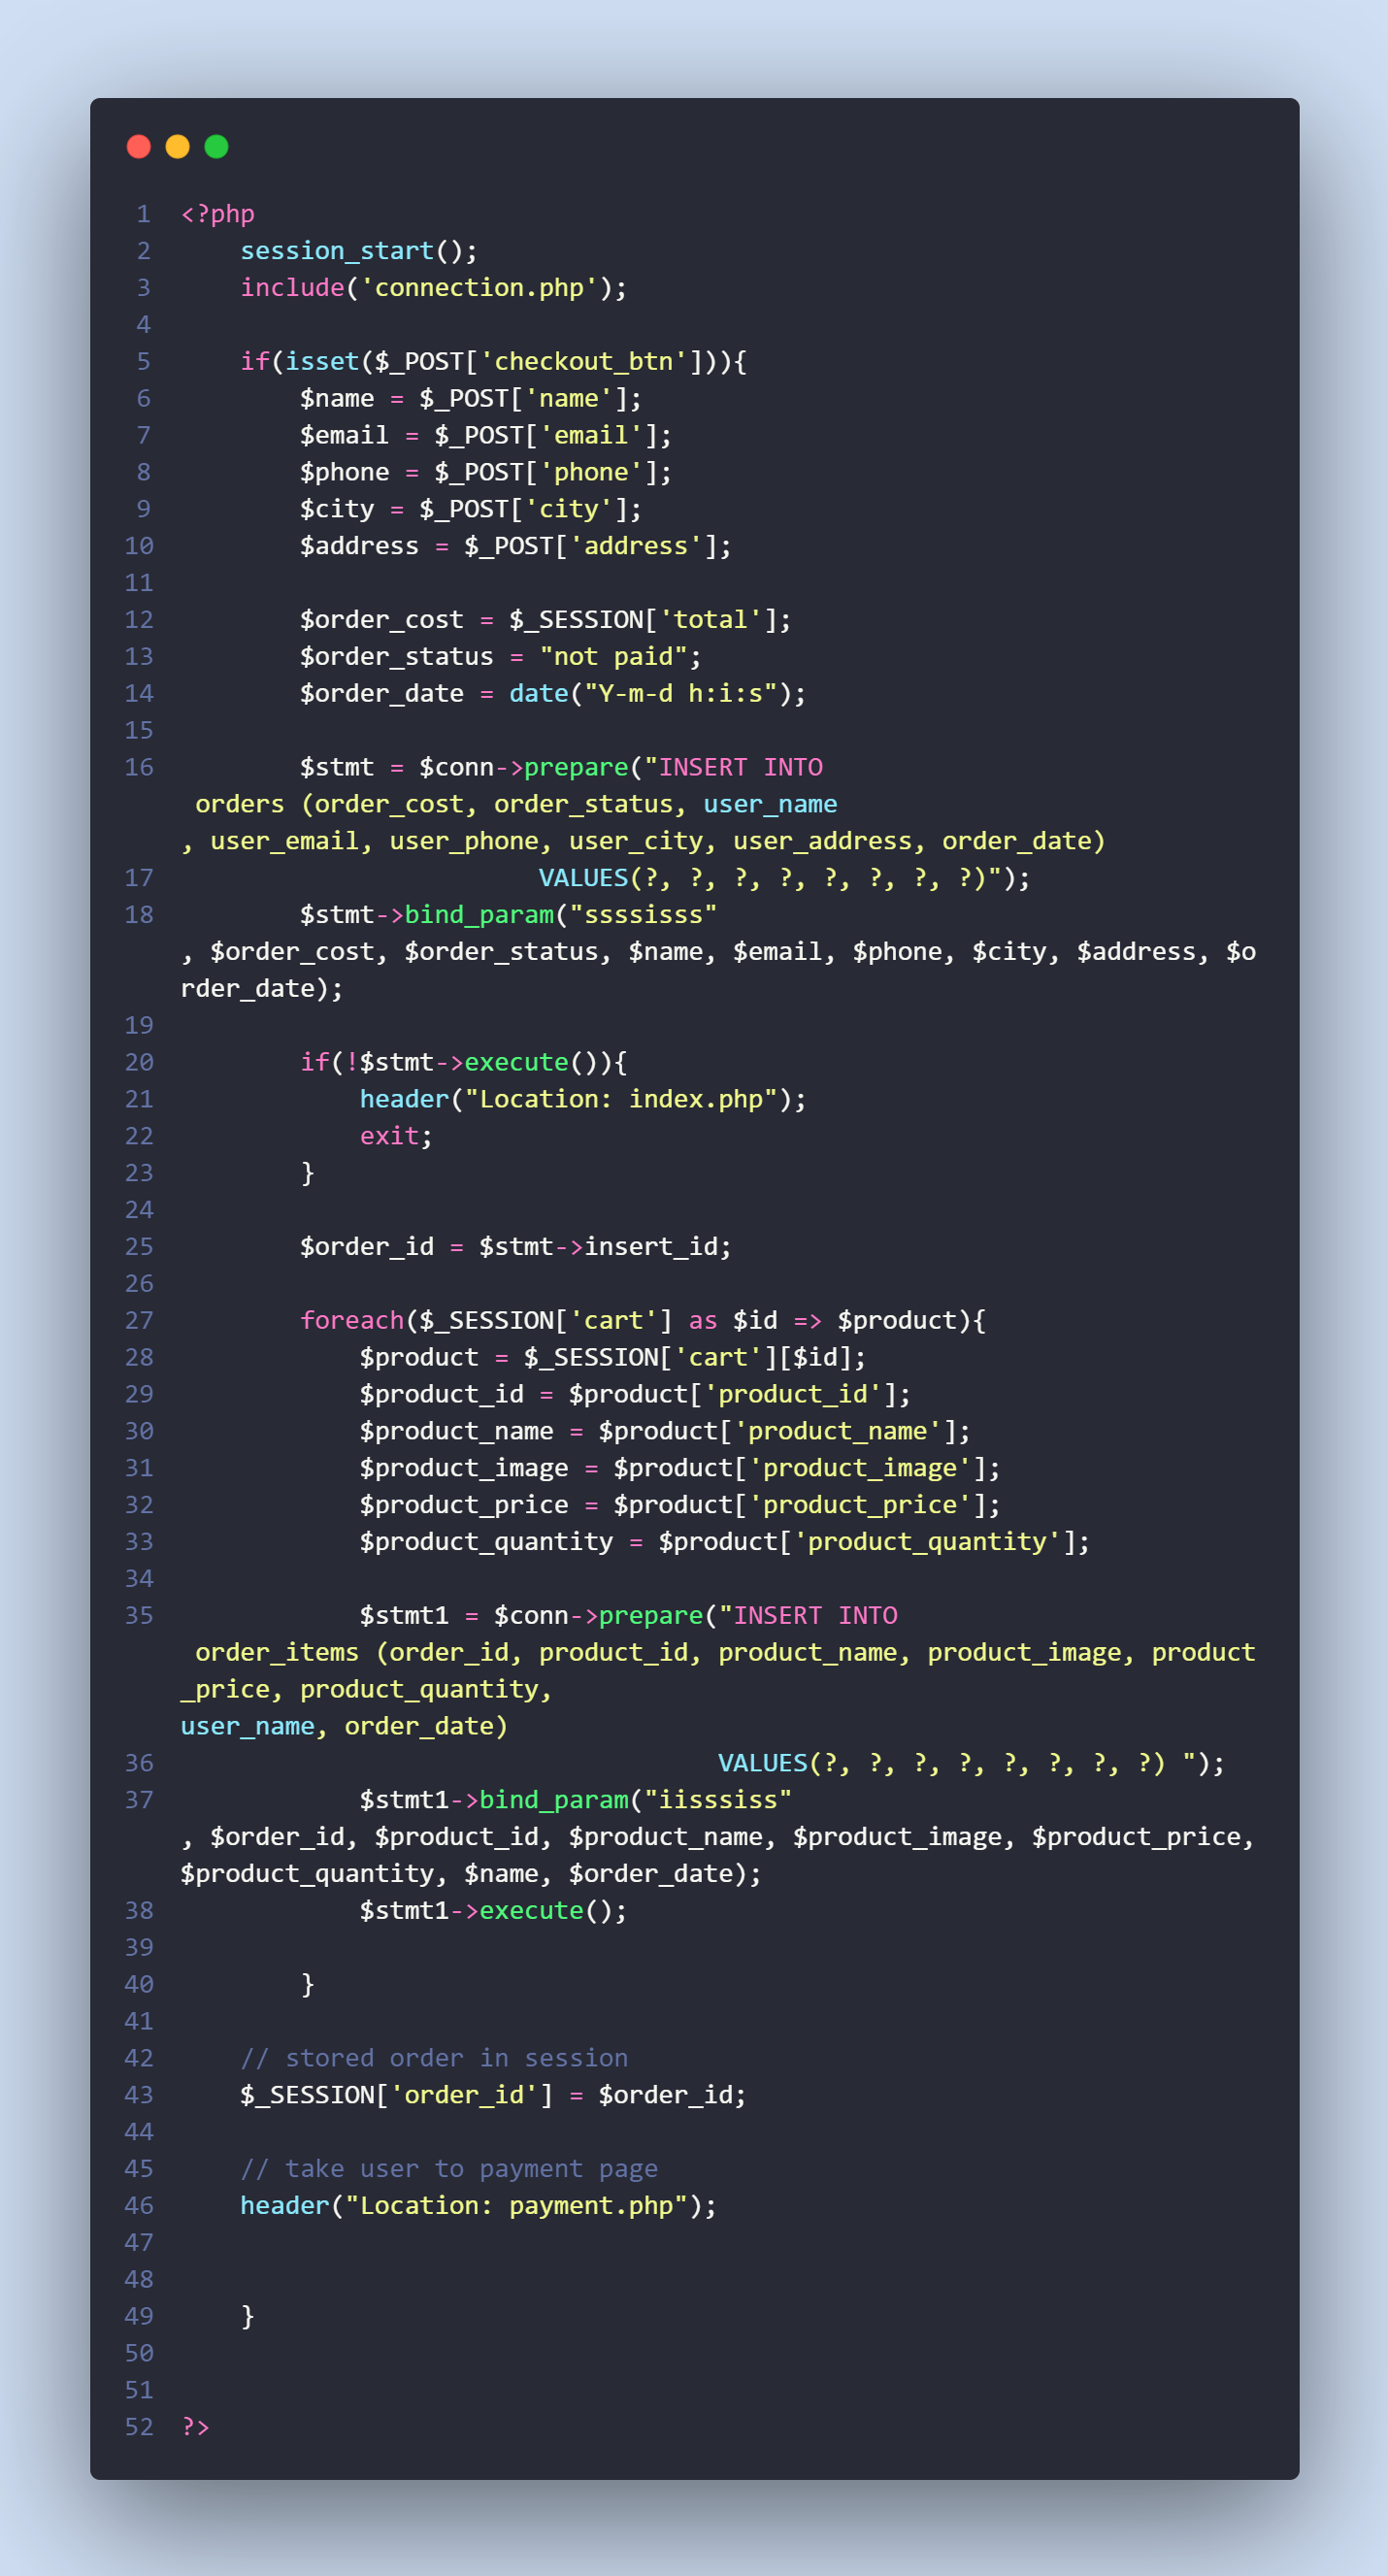 1 <?php
2     session_start();
3     include('connection.php');
4
5     if(isset($_POST['checkout_btn'])){
6         $name = $_POST['name'];
7         $email = $_POST['email'];
8         $phone = $_POST['phone'];
9         $city = $_POST['city'];
10         $address = $_POST['address'];
11
12         $order_cost = $_SESSION['total'];
13         $order_status = "not paid";
14         $order_date = date("Y-m-d h:i:s");
15
16         $stmt = $conn->prepare("INSERT INTO
 orders (order_cost, order_status, user_name
, user_email, user_phone, user_city, user_address, order_date)
17                         VALUES(?, ?, ?, ?, ?, ?, ?, ?)");
18         $stmt->bind_param("ssssisss"
, $order_cost, $order_status, $name, $email, $phone, $city, $address, $o
rder_date);
19
20         if(!$stmt->execute()){
21             header("Location: index.php");
22             exit;
23         }
24
25         $order_id = $stmt->insert_id;
26
27         foreach($_SESSION['cart'] as $id => $product){
28             $product = $_SESSION['cart'][$id];
29             $product_id = $product['product_id'];
30             $product_name = $product['product_name'];
31             $product_image = $product['product_image'];
32             $product_price = $product['product_price'];
33             $product_quantity = $product['product_quantity'];
34
35             $stmt1 = $conn->prepare("INSERT INTO
 order_items (order_id, product_id, product_name, product_image, product
_price, product_quantity,
user_name, order_date)
36                                     VALUES(?, ?, ?, ?, ?, ?, ?, ?) ");
37             $stmt1->bind_param("iisssiss"
, $order_id, $product_id, $product_name, $product_image, $product_price,
$product_quantity, $name, $order_date);
38             $stmt1->execute();
39
40         }
41
42     // stored order in session
43     $_SESSION['order_id'] = $order_id;
44
45     // take user to payment page
46     header("Location: payment.php");
47
48
49     }
50
51
52 ?>